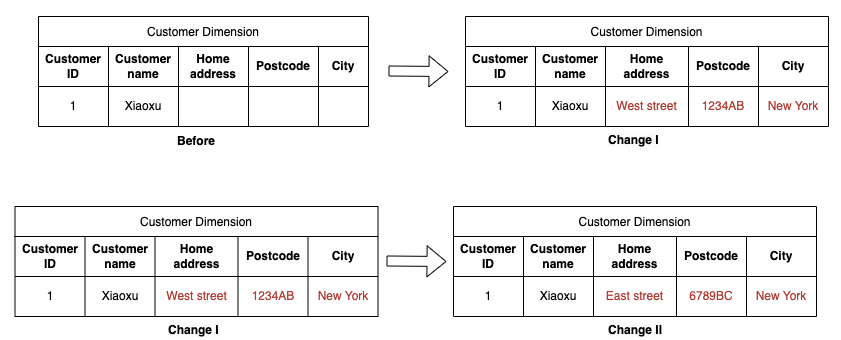 Customer Dimension
Customer ID Customer name Home address Postcode City
1 Xiaoxu
Before
Customer Dimension
Customer ID Customer name Home address Postcode City
1 Xiaoxu West street 1234AB New York
Change I
Customer Dimension
Customer ID Customer name Home address Postcode City
1 Xiaoxu West street 1234AB New York
Change I
Customer Dimension
Customer ID Customer name Home address Postcode City
1 Xiaoxu East street 6789BC New York
Change II